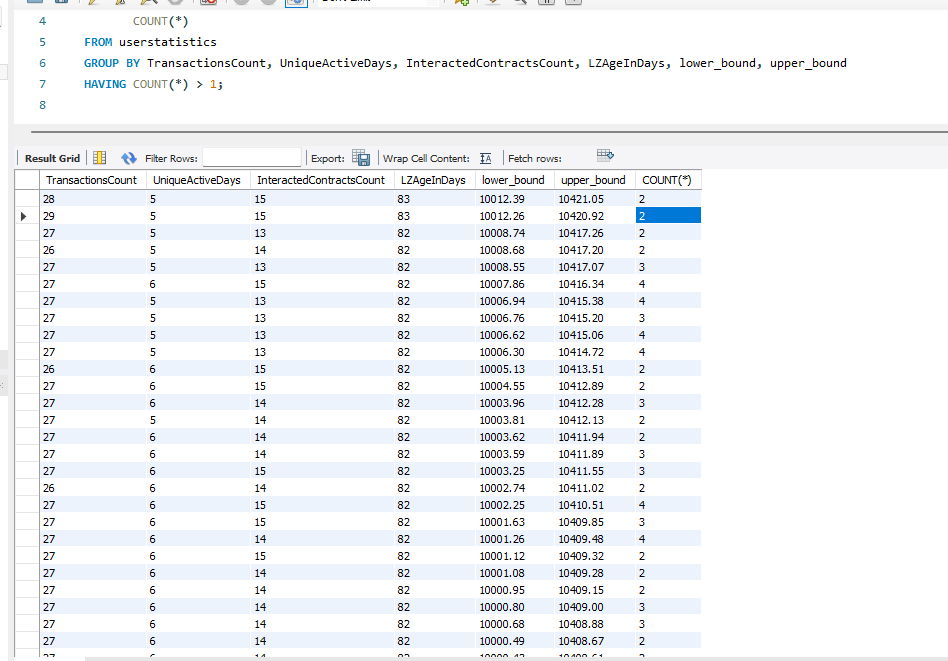 4 COUNT(*)
5 FROM userstatistics
6 GROUP BY TransactionsCount, UniqueActiveDays, InteractedContractsCount, LZAgeInDays, lower_bound, upper_bound
7 HAVING COUNT(*) > 1;
8
Result Grid Filter Rows: Export: Wrap Cell Content: Fetch rows:
TransactionsCount UniqueActiveDays InteractedContractsCount LZAgeInDays lower_bound upper_bound COUNT(*)
28 5 15 83 10012.39 10421.05 2
29 5 15 83 10012.26 10420.92 2
27 5 13 82 10008.74 10417.26 2
26 5 14 82 10008.68 10417.20 2
27 5 13 82 10008.55 10417.07 3
27 6 15 82 10007.86 10416.34 4
27 5 13 82 10006.94 10415.38 4
27 5 13 82 10006.76 10415.20 3
27 5 13 82 10006.62 10415.06 4
27 5 13 82 10006.30 10414.72 4
26 6 15 82 10005.13 10413.51 2
27 6 15 82 10004.55 10412.89 2
27 6 14 82 10003.96 10412.28 3
27 5 14 82 10003.81 10412.13 2
27 6 14 82 10003.62 10411.94 2
27 6 14 82 10003.59 10411.89 3
27 6 15 82 10003.25 10411.55 3
26 6 14 82 10002.74 10411.02 2
27 6 15 82 10002.25 10410.51 4
27 6 15 82 10001.63 10409.85 3
27 6 14 82 10001.26 10409.48 4
27 6 15 82 10001.12 10409.32 2
27 6 14 82 10001.08 10409.28 2
27 6 14 82 10000.95 10409.15 2
27 6 14 82 10000.80 10409.00 3
27 6 14 82 10000.68 10408.88 3
27 6 14 82 10000.49 10408.67 2